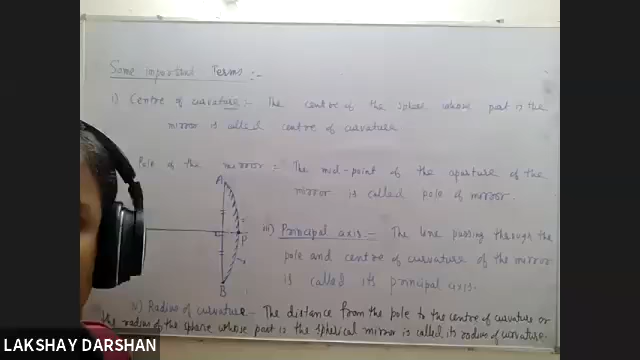 Some important Terms :-
i) Centre of curvature :- The centre of the sphere whose part is the
mirror is called centre of curvature
Pole of the mirror = The mid-point of the aperture of the
mirror is called pole of mirror.
A
P
B
iii) Principal axis :- The line passing through the
pole and centre of curvature of the mirror
is called its principal axis.
iv) Radius of curvature - The distance from the pole to the centre of curvature or
the radius of the sphere whose part is the spherical mirror is called its radius of curvature.
LAKSHAY DARSHAN